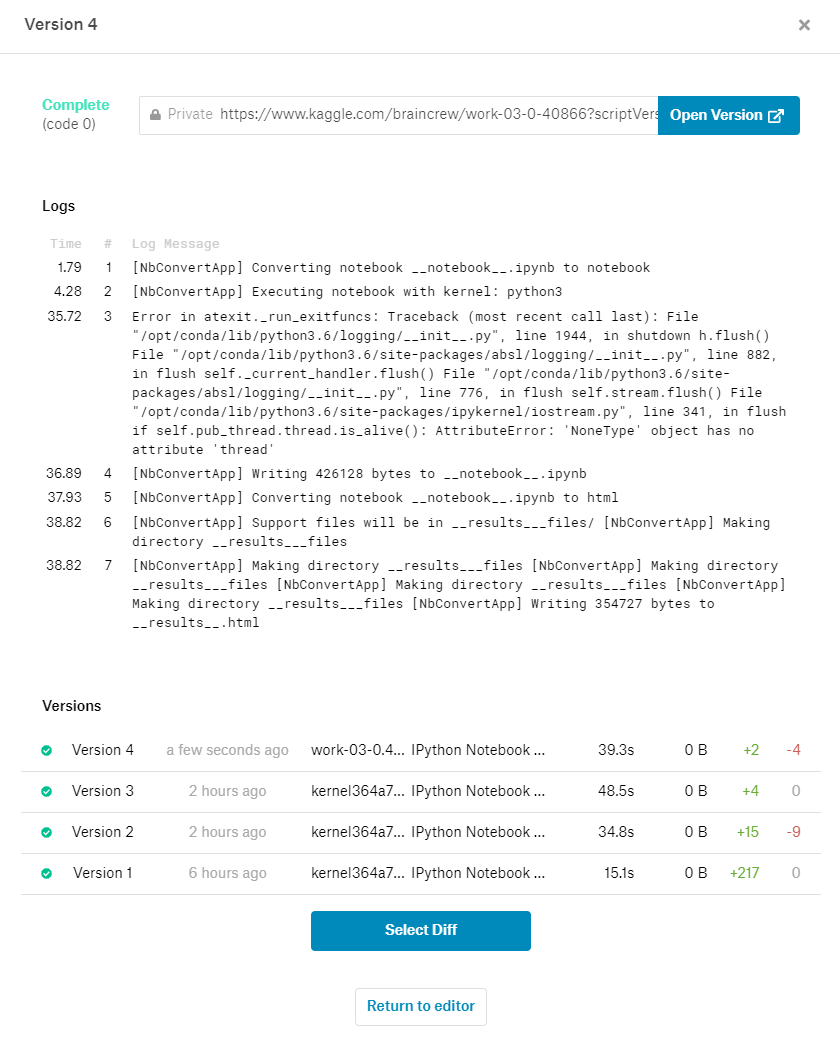 Version 4 ×
Complete
(code 0)
Private https://www.kaggle.com/braincrew/work-03-0-40866?scriptVers Open Version
Logs
Time # Log Message
1.79 1 [NbConvertApp] Converting notebook __notebook__.ipynb to notebook
4.28 2 [NbConvertApp] Executing notebook with kernel: python3
35.72 3 Error in atexit._run_exitfuncs: Traceback (most recent call last): File
"/opt/conda/lib/python3.6/logging/__init__.py", line 1944, in shutdown h.flush()
File "/opt/conda/lib/python3.6/site-packages/absl/logging/__init__.py", line 882,
in flush self._current_handler.flush() File "/opt/conda/lib/python3.6/site-
packages/absl/logging/__init__.py", line 776, in flush self.stream.flush() File
"/opt/conda/lib/python3.6/site-packages/ipykernel/iostream.py", line 341, in flush
if self.pub_thread.thread.is_alive(): AttributeError: 'NoneType' object has no
attribute 'thread'
36.89 4 [NbConvertApp] Writing 426128 bytes to __notebook__.ipynb
37.93 5 [NbConvertApp] Converting notebook __notebook__.ipynb to html
38.82 6 [NbConvertApp] Support files will be in __results___files/ [NbConvertApp] Making
directory __results___files
38.82 7 [NbConvertApp] Making directory __results___files [NbConvertApp] Making directory
__results___files [NbConvertApp] Making directory __results___files [NbConvertApp]
Making directory __results___files [NbConvertApp] Writing 354727 bytes to
__results__.html
Versions
Version 4 a few seconds ago work-03-0.4... IPython Notebook ... 39.3s 0 B +2 -4
Version 3 2 hours ago kernel364a7... IPython Notebook ... 48.5s 0 B +4 0
Version 2 2 hours ago kernel364a7... IPython Notebook ... 34.8s 0 B +15 -9
Version 1 6 hours ago kernel364a7... IPython Notebook ... 15.1s 0 B +217 0
Select Diff
Return to editor